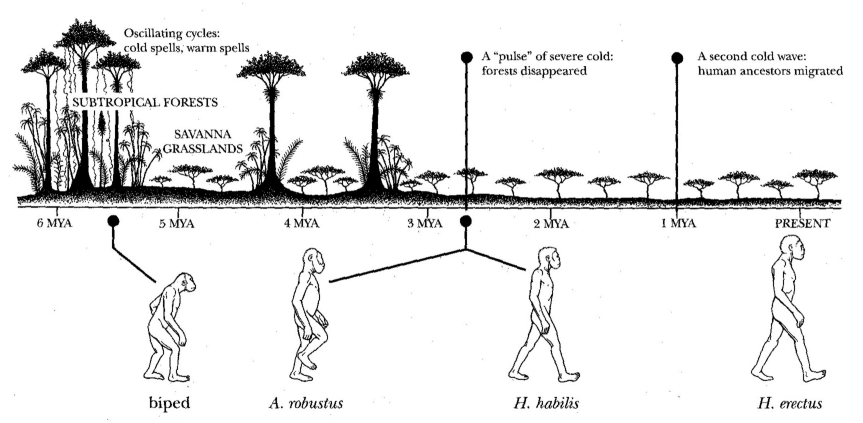 Oscillating cycles:
cold spells, warm spells
A "pulse" of severe cold:
forests disappeared
A second cold wave:
human ancestors migrated
SUBTROPICAL FORESTS
SAVANNA
GRASSLANDS
6 MYA
5 MYA
4 MYA
3 MYA
2 MYA
1 MYA
PRESENT
biped
A. robustus
H. habilis
H. erectus